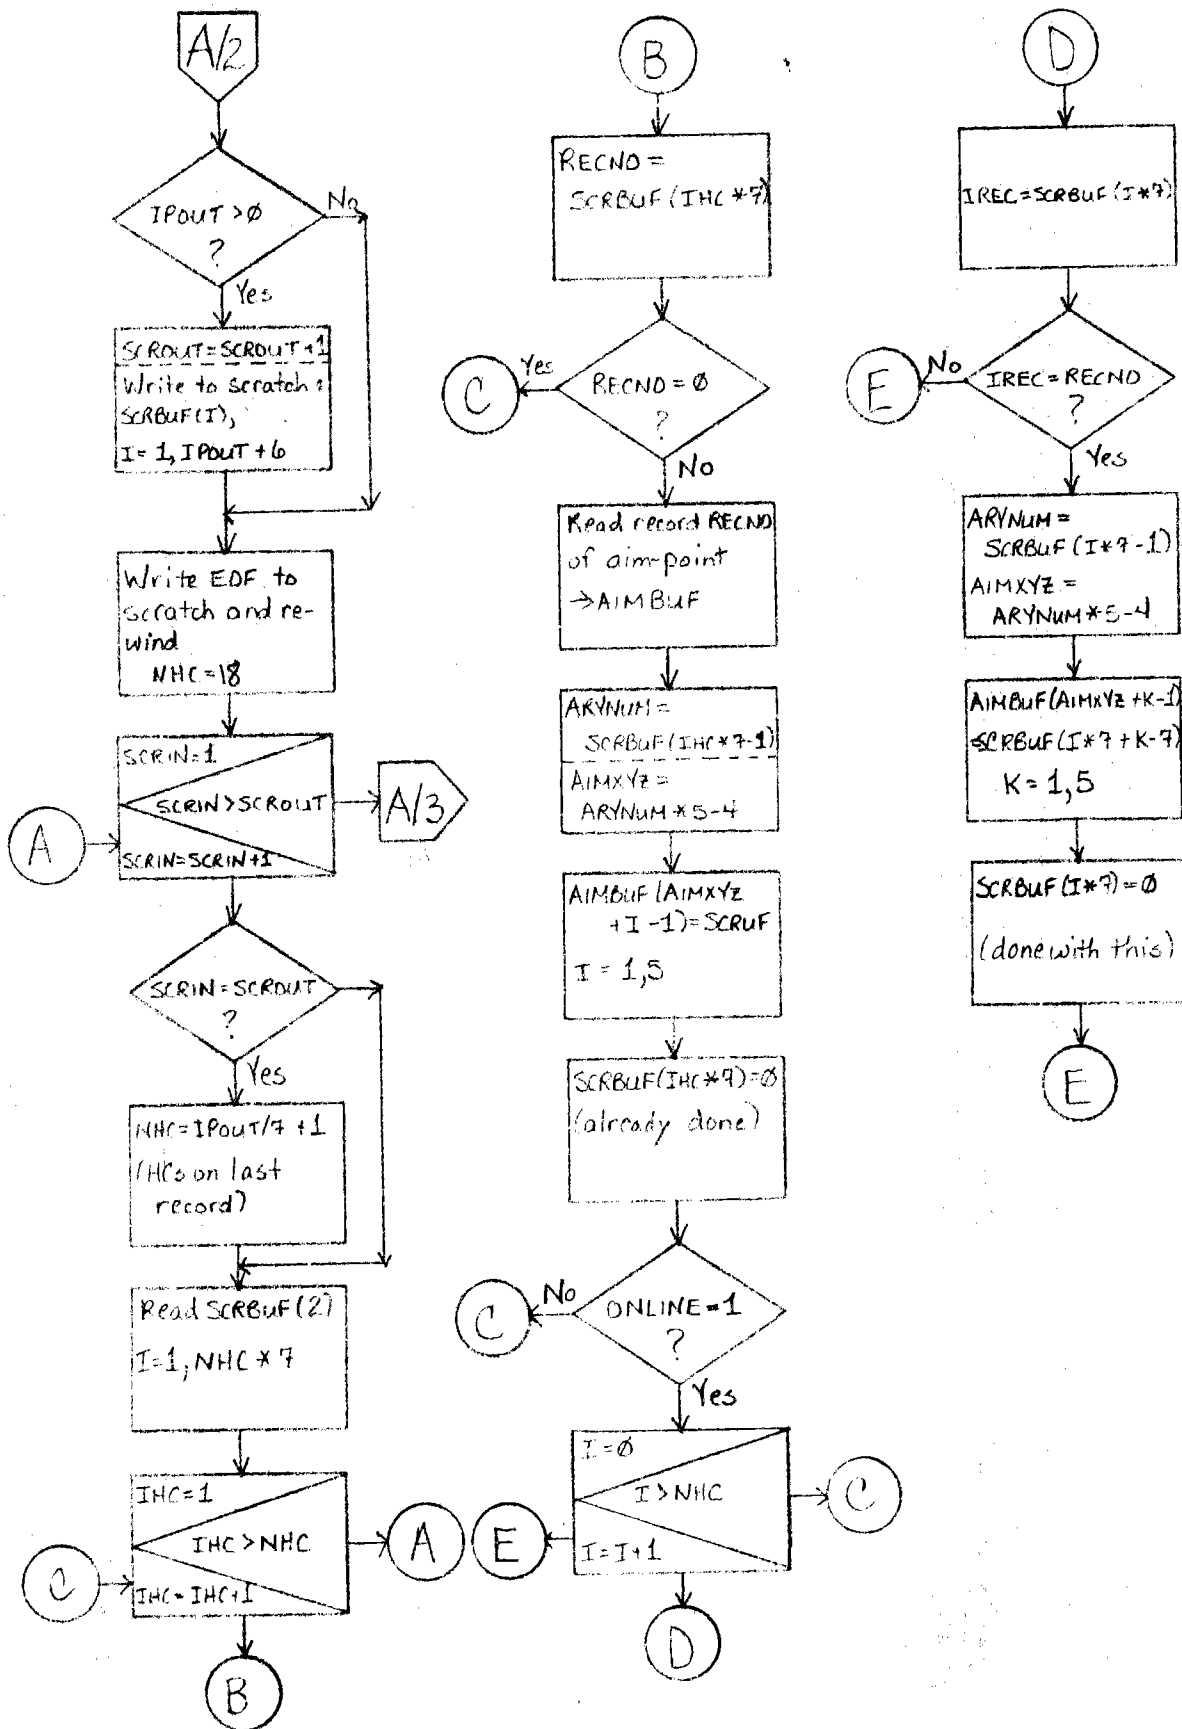 A/2
IPOUT >Ø
?
No
Yes
SCROUT=SCROUT+1
Write to scratch:
SCRBUF(I),
I=1, IPOUT+6
Write EOF to
scratch and re-
wind
NHC=18
SCRIN=1
SCRIN>SCROUT
SCRIN=SCRIN+1
A
A/3
SCRIN=SCROUT
?
Yes
NHC=IPOUT/7 +1
(HCs on last
record)
Read SCRBUF(2)
I=1, NHC * 7
IHC=1
IHC>NHC
IHC=IHC+1
C
A
B
B
RECNO=
SCRBUF(IHC*7)
RECNO=Ø
?
Yes
C
No
Read record RECNO
of aim-point
→AIMBUF
ARYNUM=
SCRBUF(IHC*7-1)
AIMXYZ=
ARYNUM*5-4
AIMBUF(AIMXYZ
+I-1)=SCRUF
I = 1,5
SCRBUF(IHC*7)=Ø
(already done)
ONLINE=1
?
No
C
Yes
I=Ø
I>NHC
I=I+1
E
C
D
D
IREC=SCRBUF(I*7)
IREC=RECNO
?
No
E
Yes
ARYNUM=
SCRBUF(I*7-1)
AIMXYZ=
ARYNUM*5-4
AIMBUF(AIMXYZ+K-1)
=SCRBUF(I*7+K-7)
K=1,5
SCRBUF(I*7)=Ø
(done with this)
E